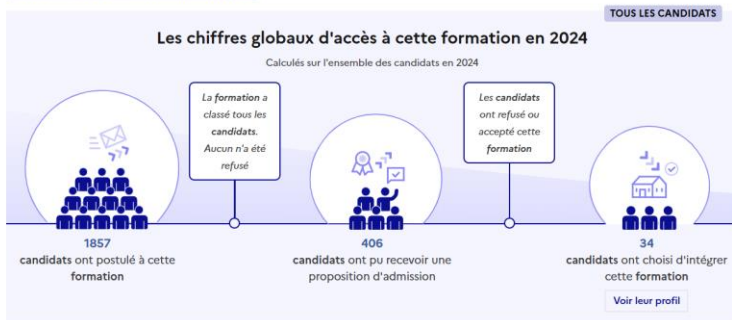 TOUS LES CANDIDATS
Les chiffres globaux d'accès à cette formation en 2024
Calculés sur l'ensemble des candidats en 2024
La formation a
classé tous les
candidats.
Aucun n'a été
refusé
Les candidats
ont refusé ou
accepté cette
formation
1857
candidats ont postulé à cette
formation
406
candidats ont pu recevoir une
proposition d'admission
34
candidats ont choisi d'intégrer
cette formation
Voir leur profil